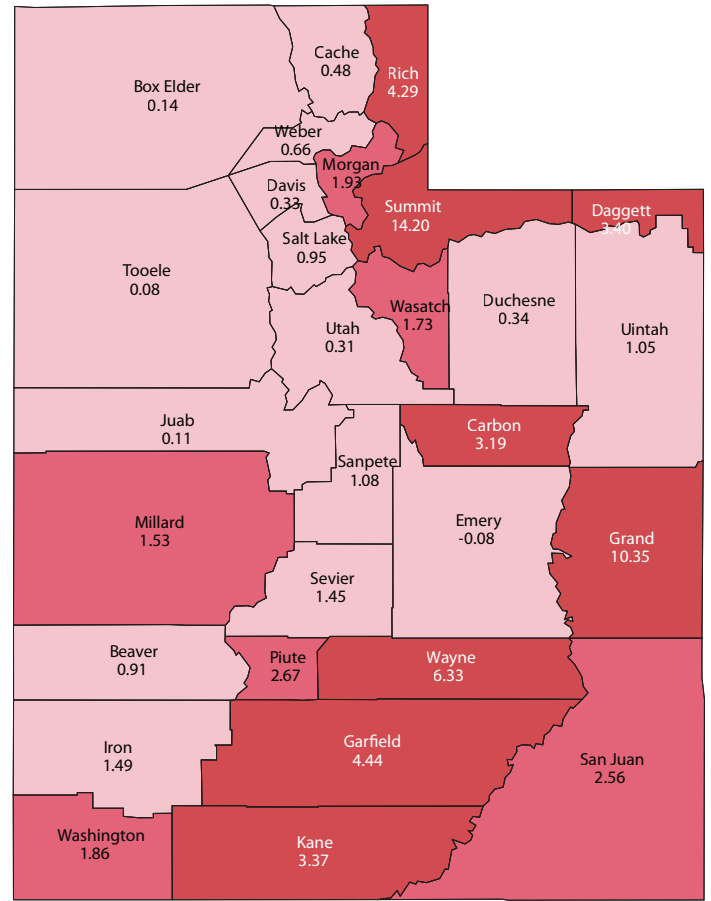 Cache
0.48
Rich
4.29
Box Elder
0.14
Weber
0.66
Morgan
1.93
Davis
0.33
Summit
14.20
Daggett
3.40
Salt Lake
0.95
Tooele
0.08
Wasatch
1.73
Duchesne
0.34
Utah
0.31
Uintah
1.05
Juab
0.11
Carbon
3.19
Sanpete
1.08
Millard
1.53
Emery
-0.08
Grand
10.35
Sevier
1.45
Beaver
0.91
Piute
2.67
Wayne
6.33
Iron
1.49
Garfield
4.44
San Juan
2.56
Washington
1.86
Kane
3.37